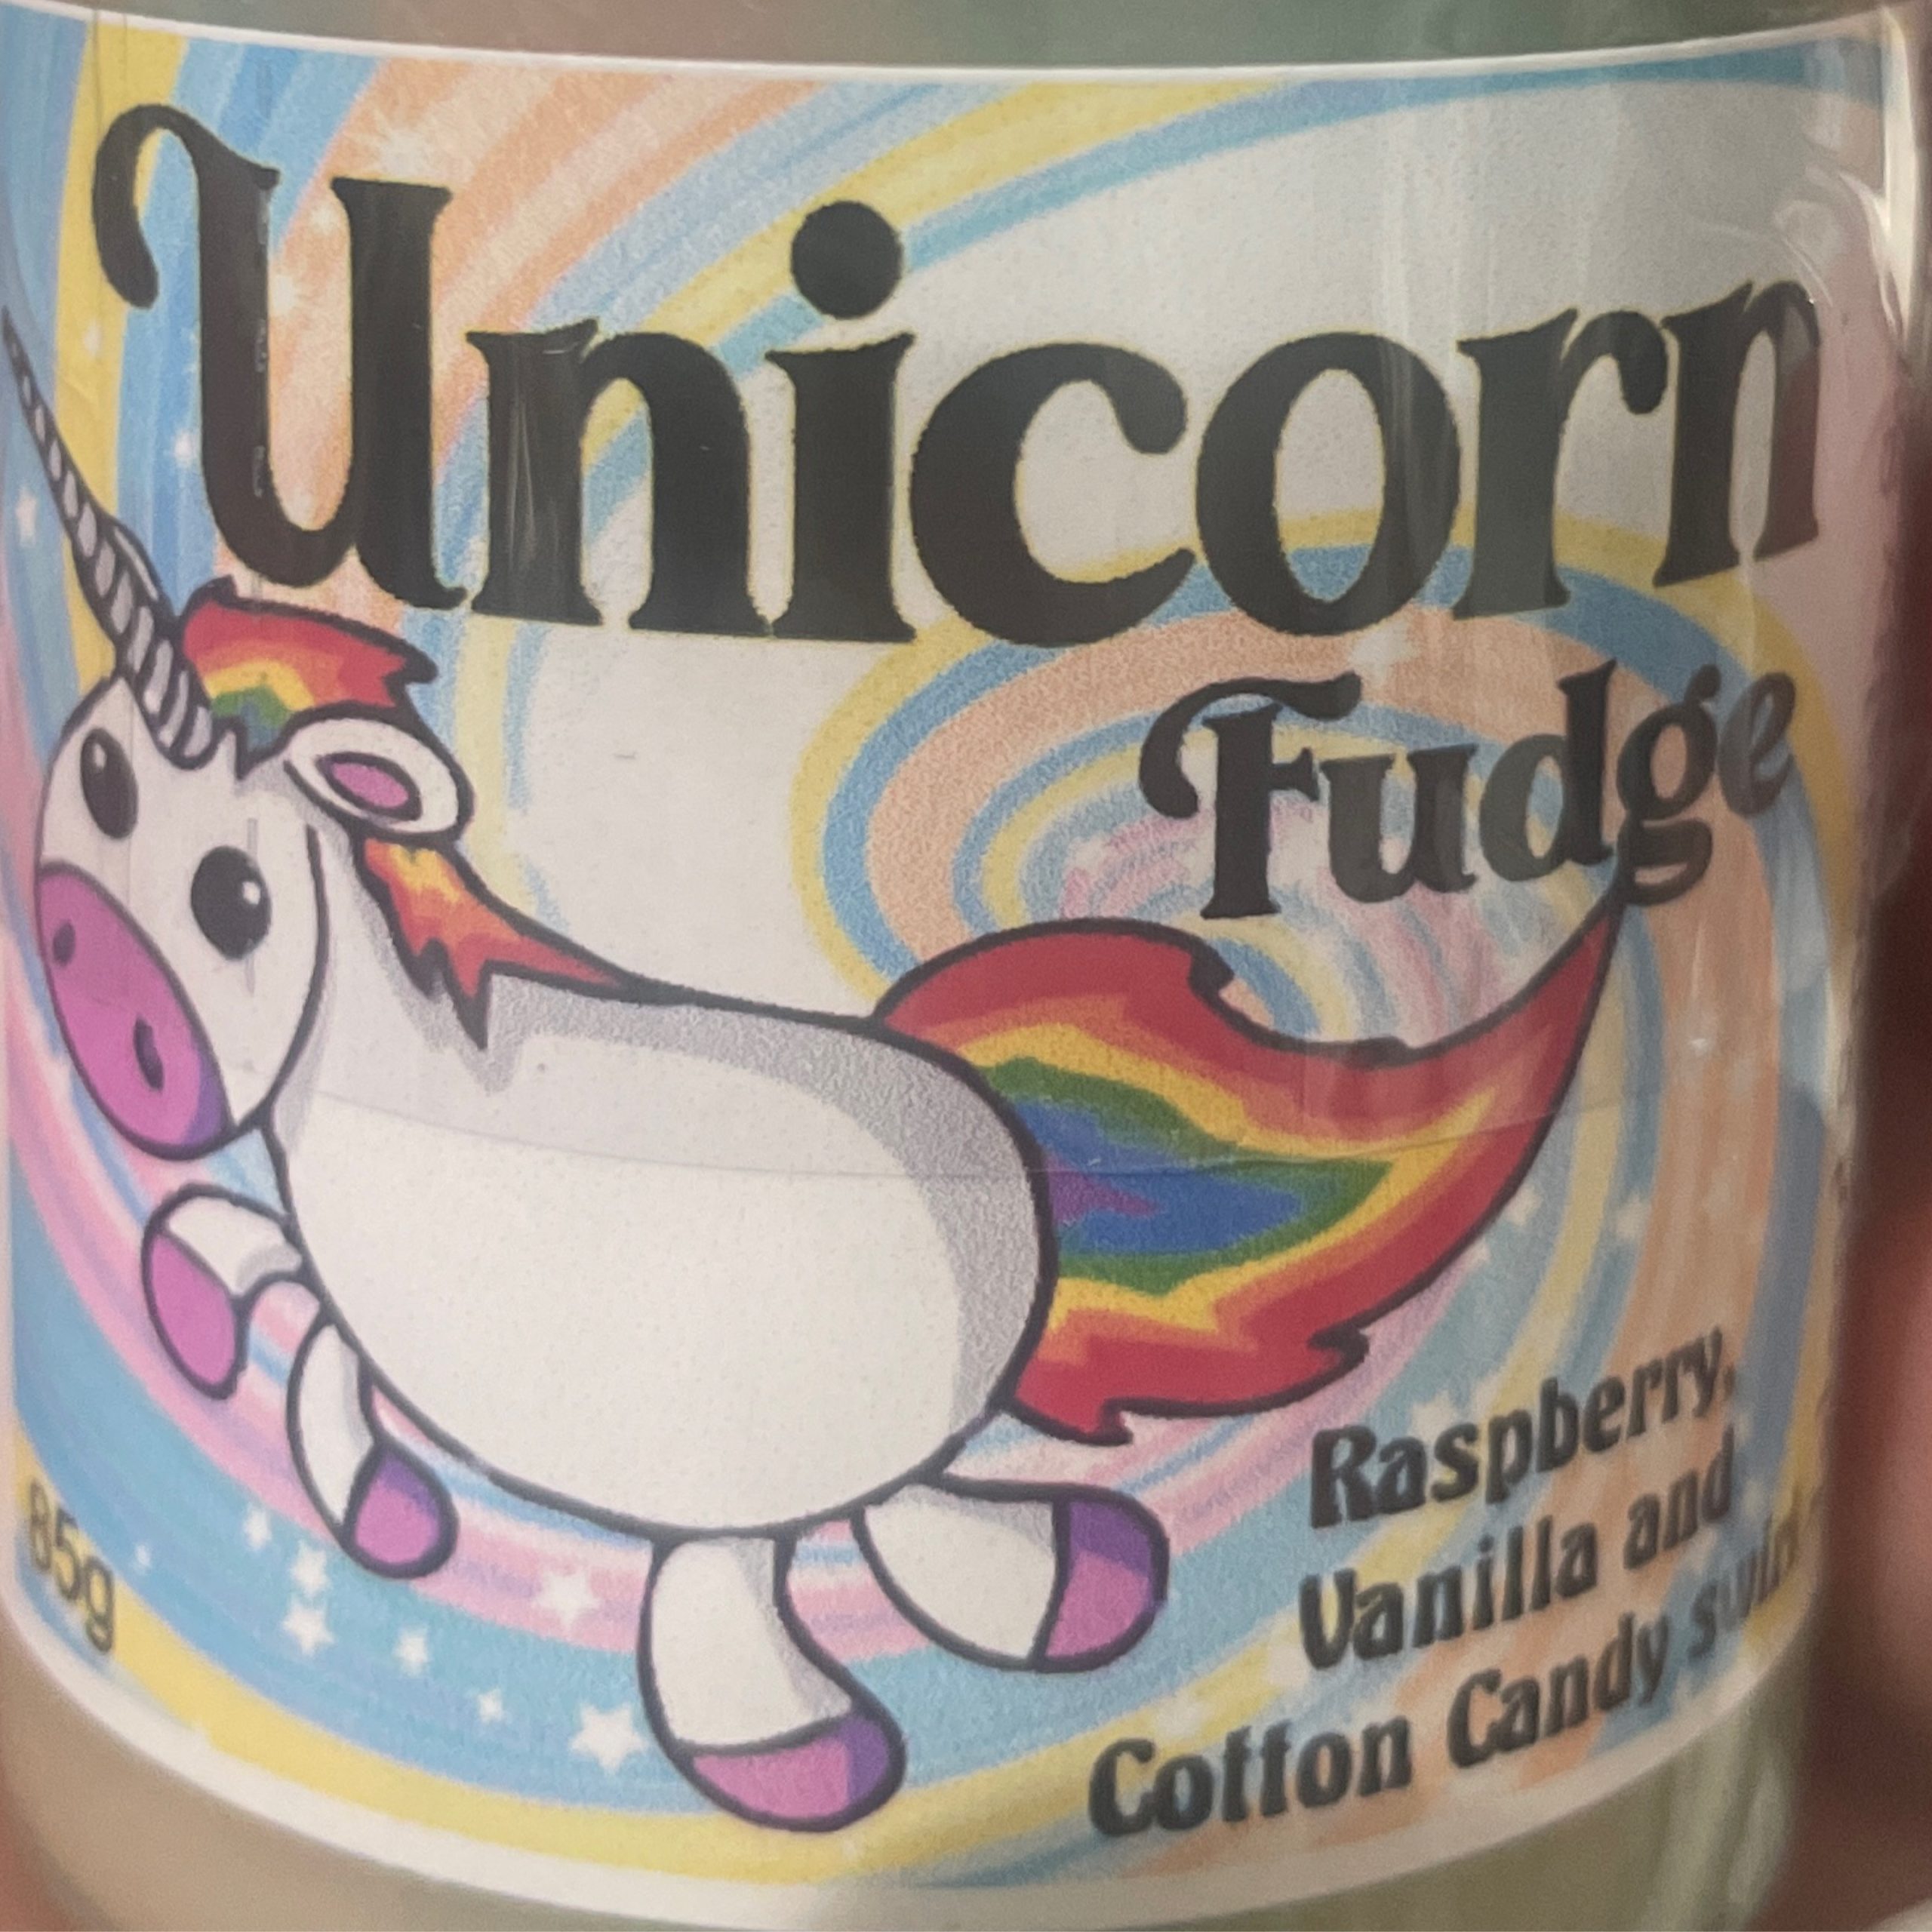 Unicorn
Fudge
Raspberry,
Vanilla and
Cotton Candy swirl
85g